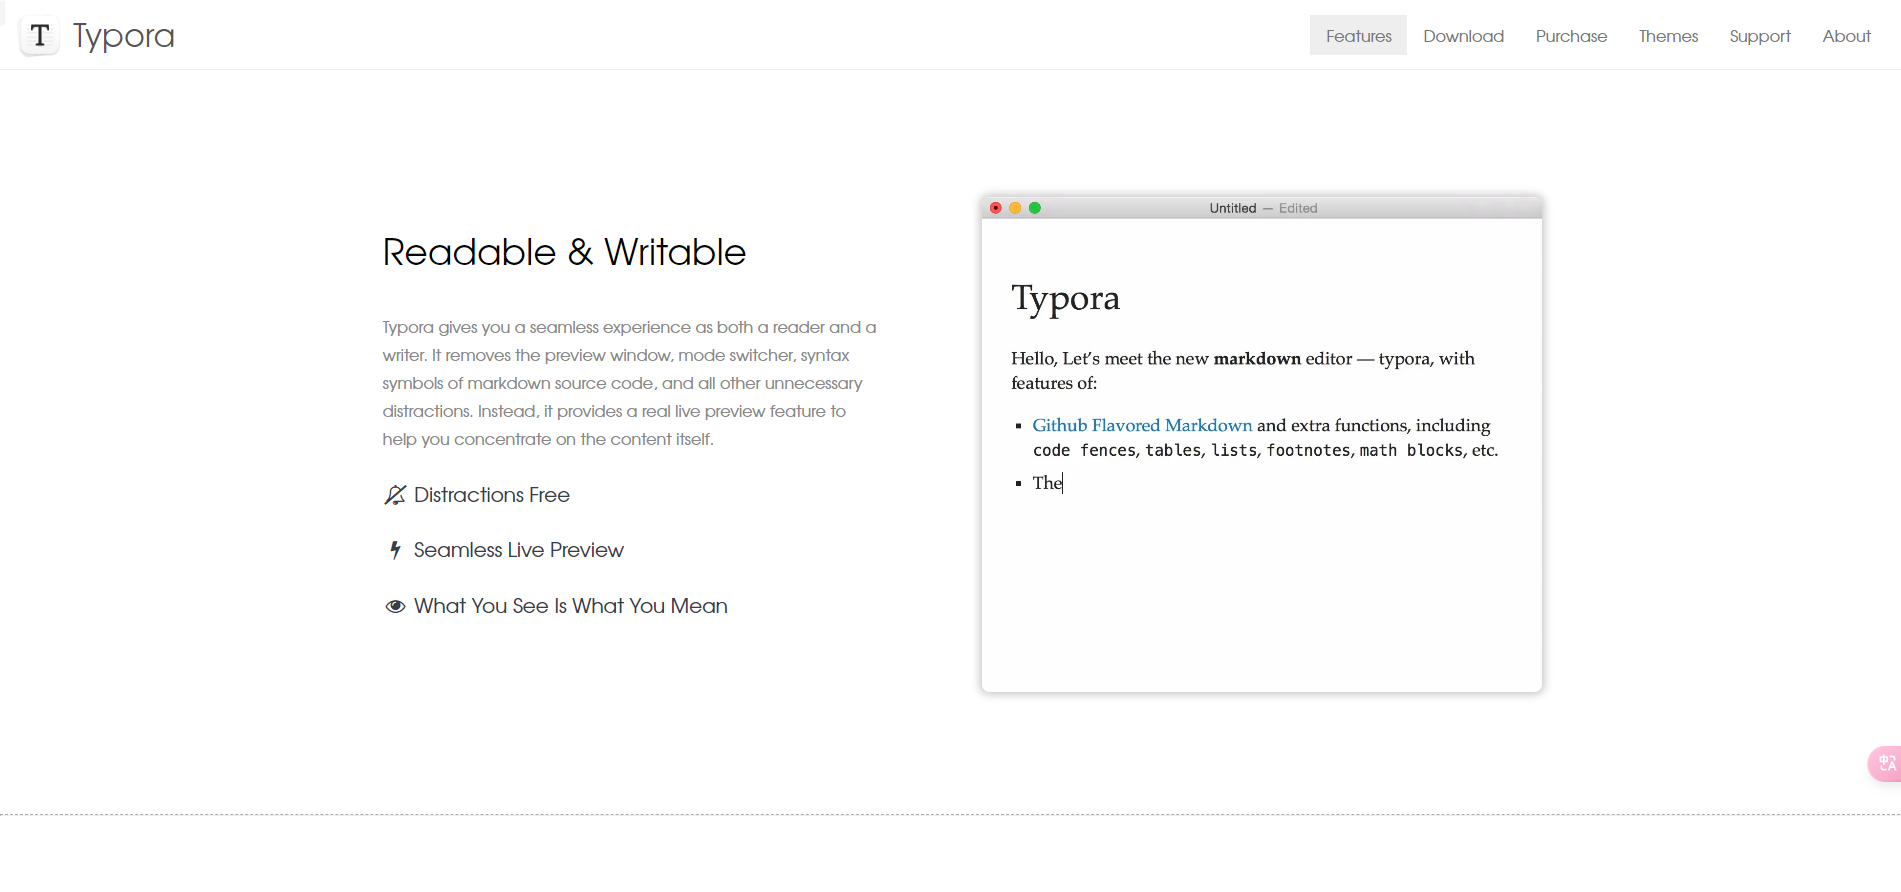 T Typora
Features Download Purchase Themes Support About
Readable & Writable
Typora gives you a seamless experience as both a reader and a
writer. It removes the preview window, mode switcher, syntax
symbols of markdown source code, and all other unnecessary
distractions. Instead, it provides a real live preview feature to
help you concentrate on the content itself.
Distractions Free
Seamless Live Preview
What You See Is What You Mean
Untitled — Edited
Typora
Hello, Let’s meet the new markdown editor — typora, with
features of:
Github Flavored Markdown and extra functions, including
code fences, tables, lists, footnotes, math blocks, etc.
The
中A